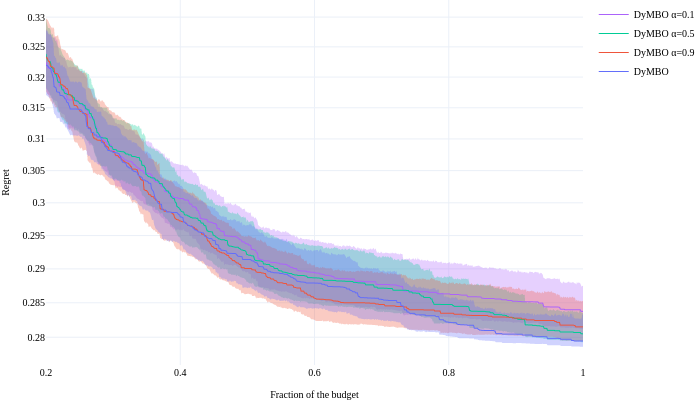 0.33
0.325
0.32
0.315
0.31
0.305
0.3
0.295
0.29
0.285
0.28
Regret
0.2
0.4
0.6
0.8
1
Fraction of the budget
DyMBO α=0.1
DyMBO α=0.5
DyMBO α=0.9
DyMBO